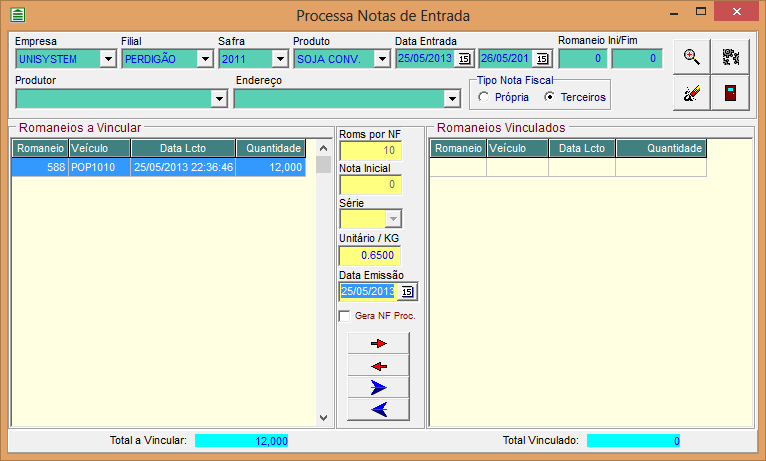 Processa Notas de Entrada
Empresa Filial Safra Produto Data Entrada Romaneio Ini/Fim
UNISYSTEM PERDIGÃO 2011 SOJA CONV. 25/05/2013 15 26/05/201 15 0 0
Produtor Endereço Tipo Nota Fiscal
Própria Terceiros
Romaneios a Vincular
Romaneio Veículo Data Lcto Quantidade
588 POP1010 25/05/2013 22:36:46 12,000
Roms por NF
10
Nota Inicial
0
Série
Unitário / KG
0.6500
Data Emissão
25/05/2013 15
Gera NF Proc.
Romaneios Vinculados
Romaneio Veículo Data Lcto Quantidade
Total a Vincular: 12,000
Total Vinculado: 0